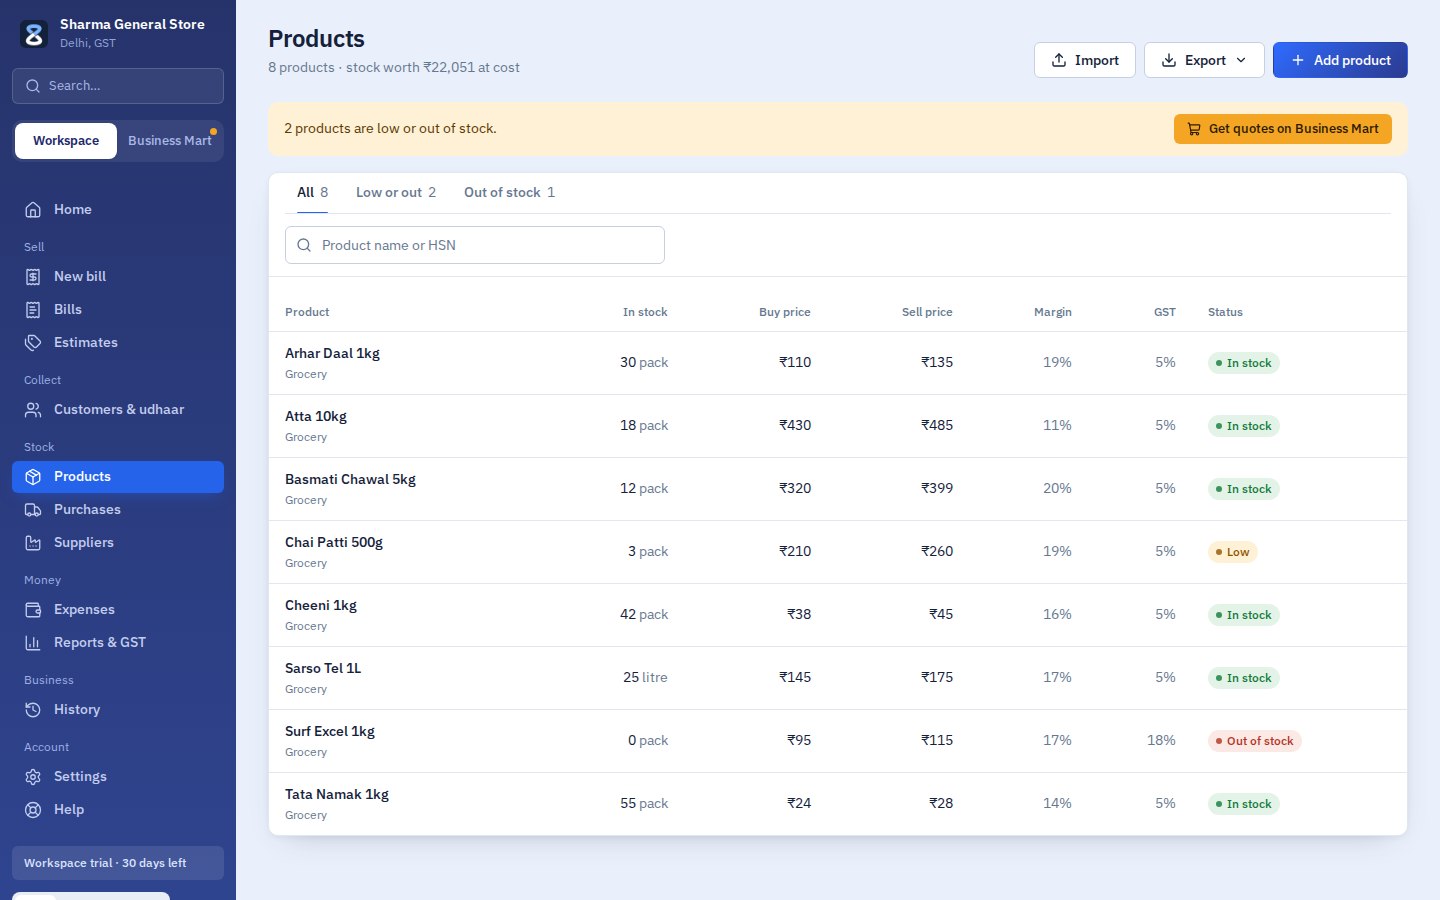 Sharma General Store
Delhi, GST
Search...
Workspace
Business Mart
Home
Sell
New bill
Bills
Estimates
Collect
Customers & udhaar
Stock
Products
Purchases
Suppliers
Money
Expenses
Reports & GST
Business
History
Account
Settings
Help
Workspace trial · 30 days left
Products
8 products · stock worth ₹22,051 at cost
Import
Export
Add product
2 products are low or out of stock.
Get quotes on Business Mart
All 8
Low or out 2
Out of stock 1
Product name or HSN
Product In stock Buy price Sell price Margin GST Status
Arhar Daal 1kg
Grocery
30 pack ₹110 ₹135 19% 5% In stock
Atta 10kg
Grocery
18 pack ₹430 ₹485 11% 5% In stock
Basmati Chawal 5kg
Grocery
12 pack ₹320 ₹399 20% 5% In stock
Chai Patti 500g
Grocery
3 pack ₹210 ₹260 19% 5% Low
Cheeni 1kg
Grocery
42 pack ₹38 ₹45 16% 5% In stock
Sarso Tel 1L
Grocery
25 litre ₹145 ₹175 17% 5% In stock
Surf Excel 1kg
Grocery
0 pack ₹95 ₹115 17% 18% Out of stock
Tata Namak 1kg
Grocery
55 pack ₹24 ₹28 14% 5% In stock